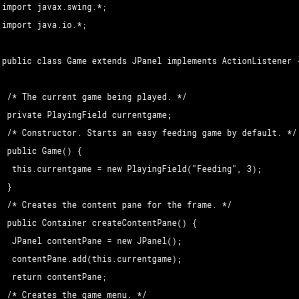 import javax.swing.*;
import java.io.*;
public class Game extends JPanel implements ActionListener
/* The current game being played. */
private PlayingField currentgame;
/* Constructor. Starts an easy feeding game by default. */
public Game() {
this.currentgame = new PlayingField("Feeding", 3);
}
/* Creates the content pane for the frame. */
public Container createContentPane() {
JPanel contentPane = new JPanel();
contentPane.add(this.currentgame);
return contentPane;
/* Creates the game menu. */